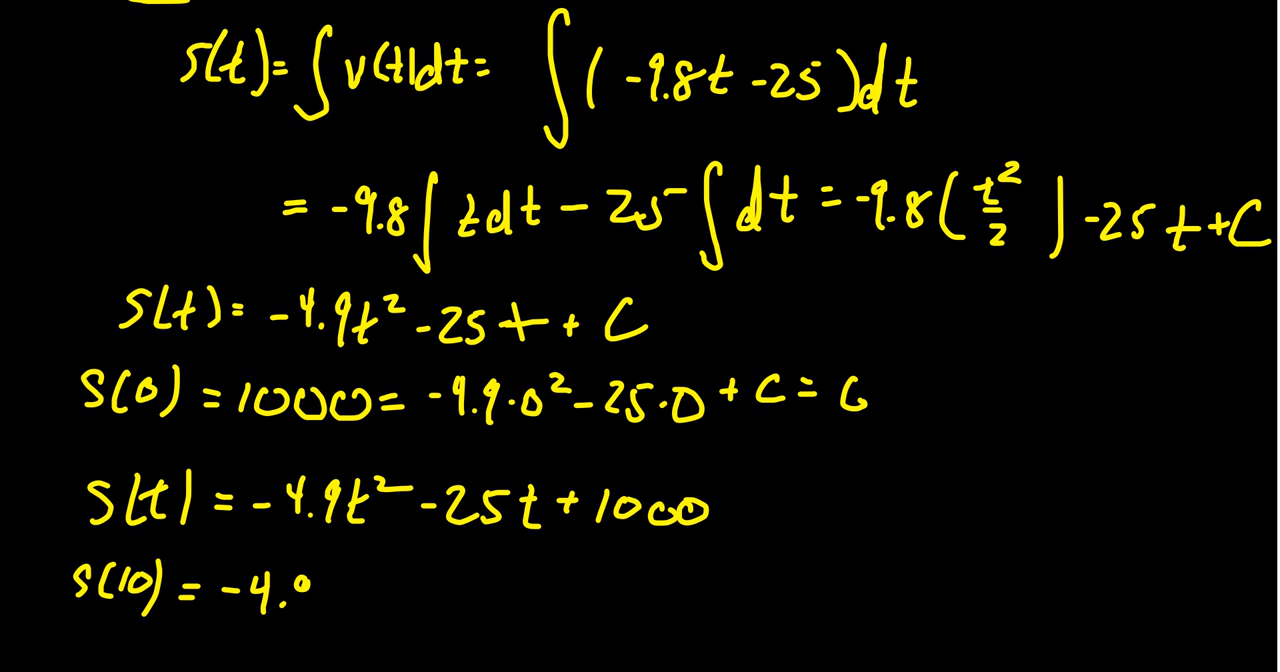 s(t)= ∫ v(t)dt= ∫ ( -9.8t -25 )dt
= -9.8 ∫ t dt - 25 ∫ dt = -9.8 ( t²/2 ) -25 t + C
s(t)= -4.9t² -25t + C
s(0) = 1000 = -4.9·0² - 25·0 + C = C
s(t) = -4.9t² -25t + 1000
s(10) = -4.